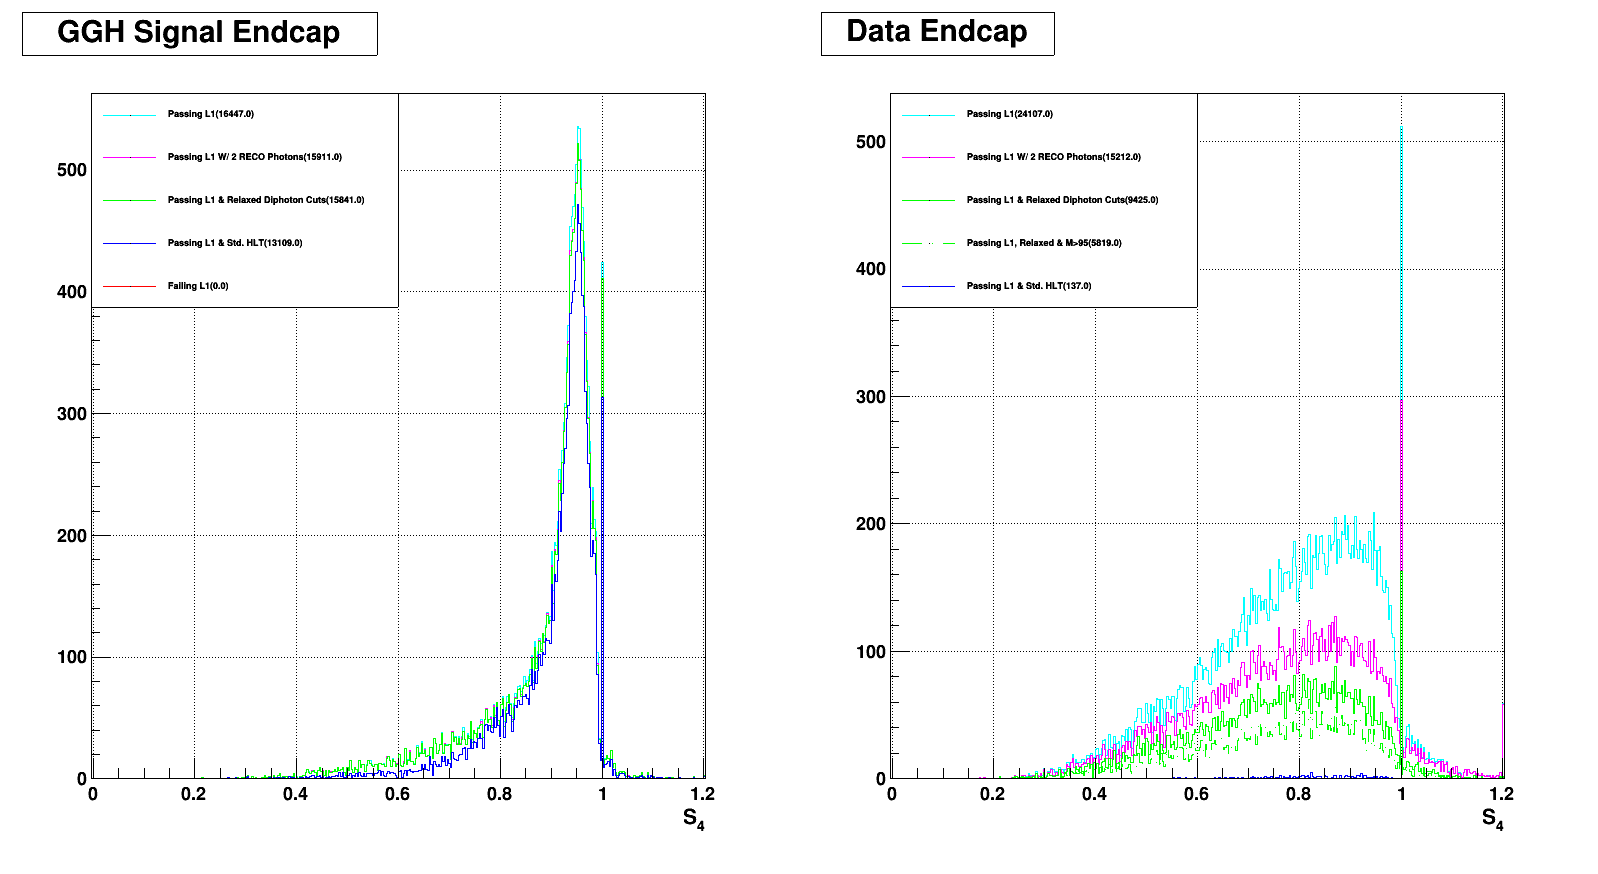 GGH Signal Endcap
Passing L1(16447.0)
Passing L1 W/ 2 RECO Photons(15911.0)
Passing L1 & Relaxed Diphoton Cuts(15841.0)
Passing L1 & Std. HLT(13109.0)
Failing L1(0.0)
500
400
300
200
100
0
0 0.2 0.4 0.6 0.8 1 1.2
S4
Data Endcap
Passing L1(24107.0)
Passing L1 W/ 2 RECO Photons(15212.0)
Passing L1 & Relaxed Diphoton Cuts(9425.0)
Passing L1, Relaxed & M>95(5819.0)
Passing L1 & Std. HLT(137.0)
500
400
300
200
100
0
0 0.2 0.4 0.6 0.8 1 1.2
S4